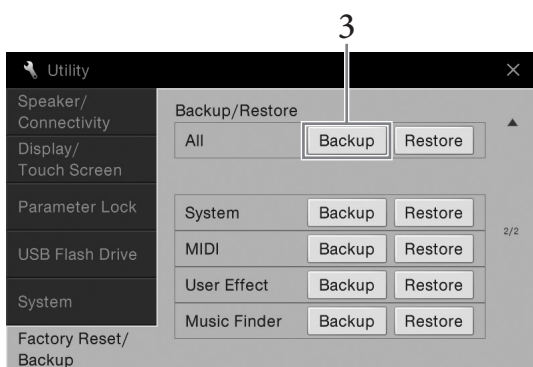 3
Utility
Speaker/
Connectivity
Display/
Touch Screen
Parameter Lock
USB Flash Drive
System
Factory Reset/
Backup
Backup/Restore
All Backup Restore
System Backup Restore
MIDI Backup Restore
User Effect Backup Restore
Music Finder Backup Restore
2/2